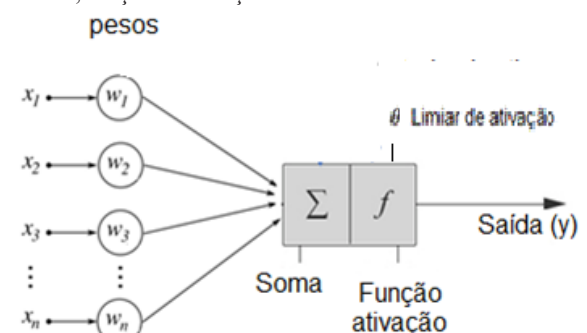 pesos
x1 w1
θ Limiar de ativação
x2 w2
Σ f
x3 w3
Saída (y)
Soma
Função
ativação
xn wn